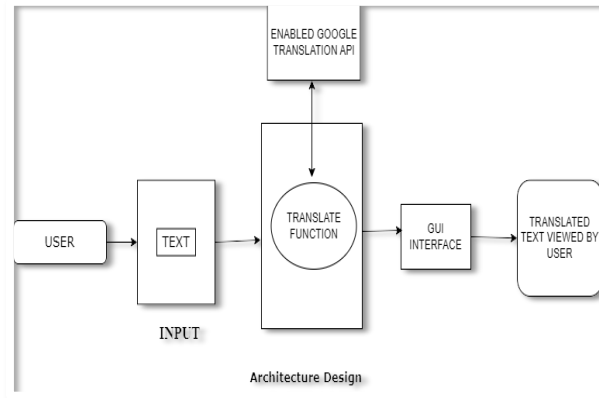 ENABLED GOOGLE
TRANSLATION API
USER
TEXT
INPUT
TRANSLATE
FUNCTION
GUI
INTERFACE
TRANSLATED
TEXT VIEWED BY
USER
Architecture Design